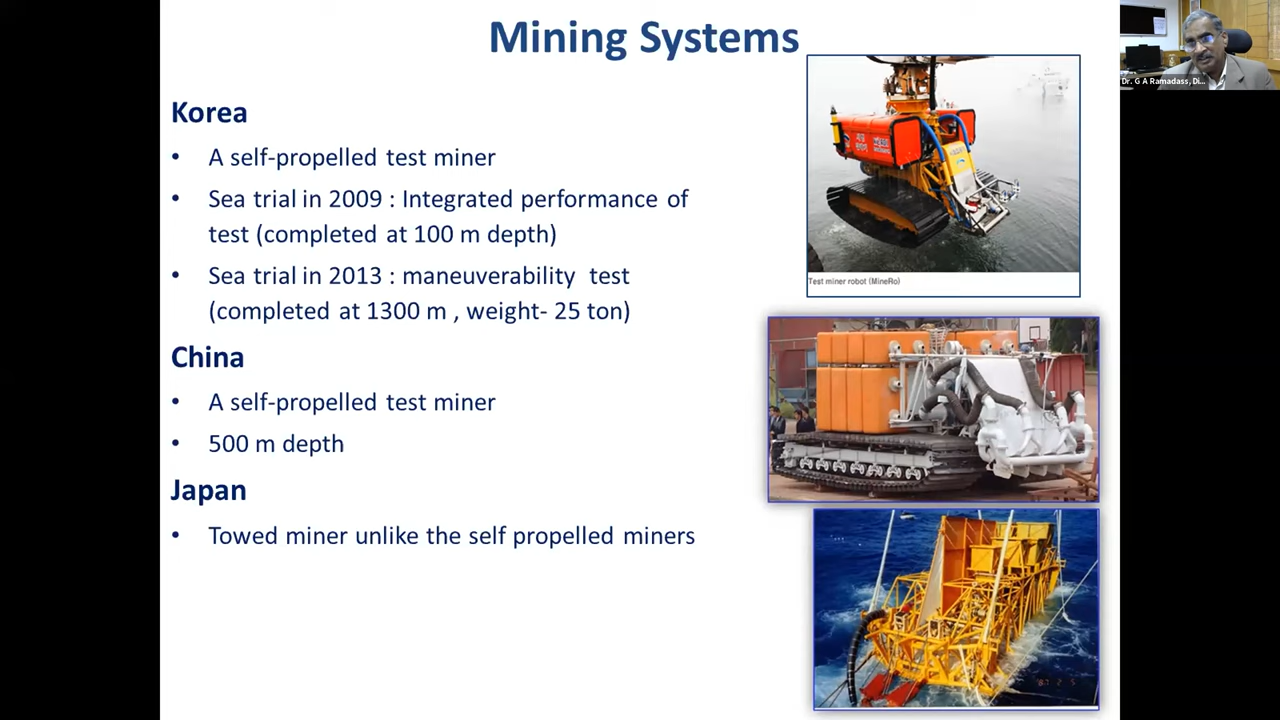 Mining Systems
Korea
• A self-propelled test miner
• Sea trial in 2009 : Integrated performance of
test (completed at 100 m depth)
• Sea trial in 2013 : maneuverability test
(completed at 1300 m , weight- 25 ton)
China
• A self-propelled test miner
• 500 m depth
Japan
• Towed miner unlike the self propelled miners
Test miner robot (MineRo)
Dr. G A Ramadass, Di...